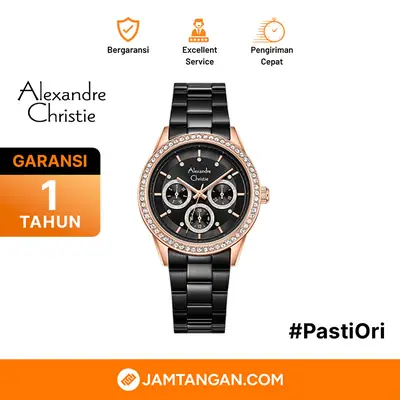 Bergaransi
Excellent
Service
Pengiriman
Cepat
Alexandre
Christie
GARANSI
1
TAHUN
Alexandre
Christie
#PastiOri
JAMTANGAN.COM